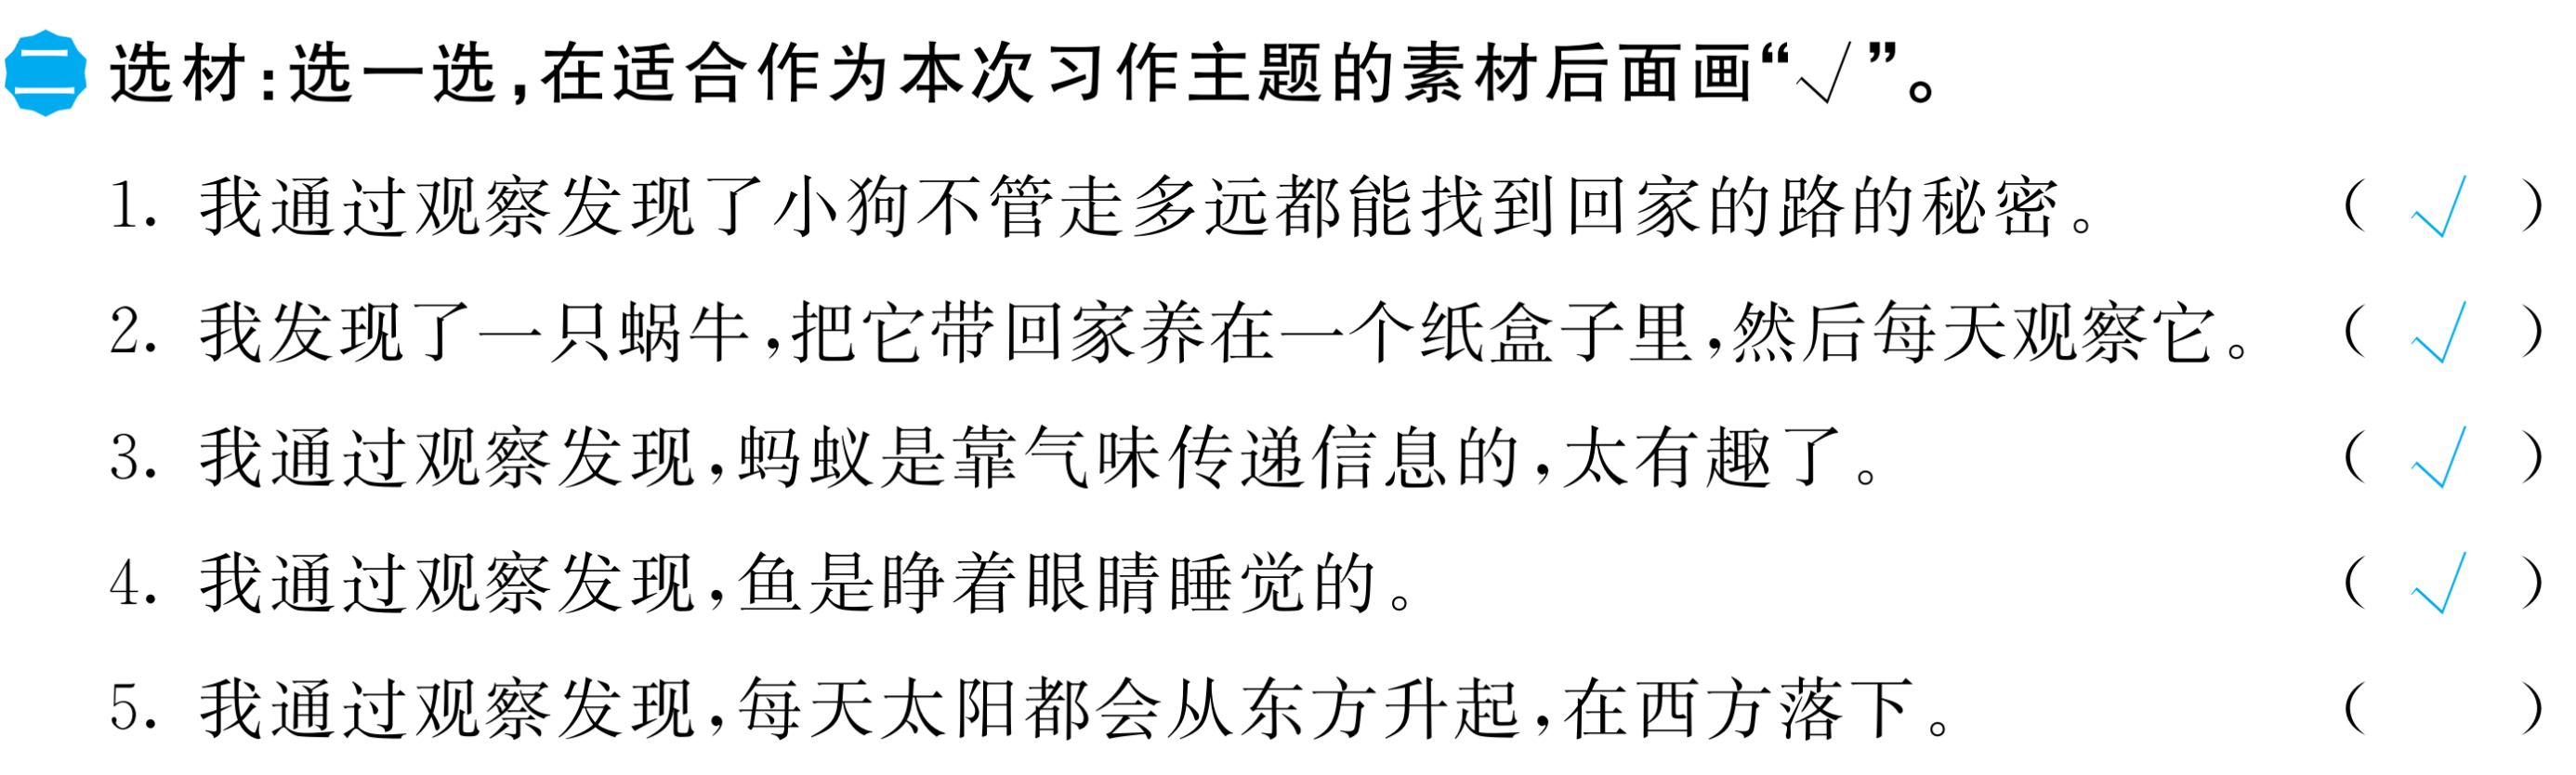 二 选材:选一选,在适合作为本次习作主题的素材后面画“√”。
1. 我通过观察发现了小狗不管走多远都能找到回家的路的秘密。 ( √ )
2. 我发现了一只蜗牛,把它带回家养在一个纸盒子里,然后每天观察它。 ( √ )
3. 我通过观察发现,蚂蚁是靠气味传递信息的,太有趣了。 ( √ )
4. 我通过观察发现,鱼是睁着眼睛睡觉的。 ( √ )
5. 我通过观察发现,每天太阳都会从东方升起,在西方落下。 ( )